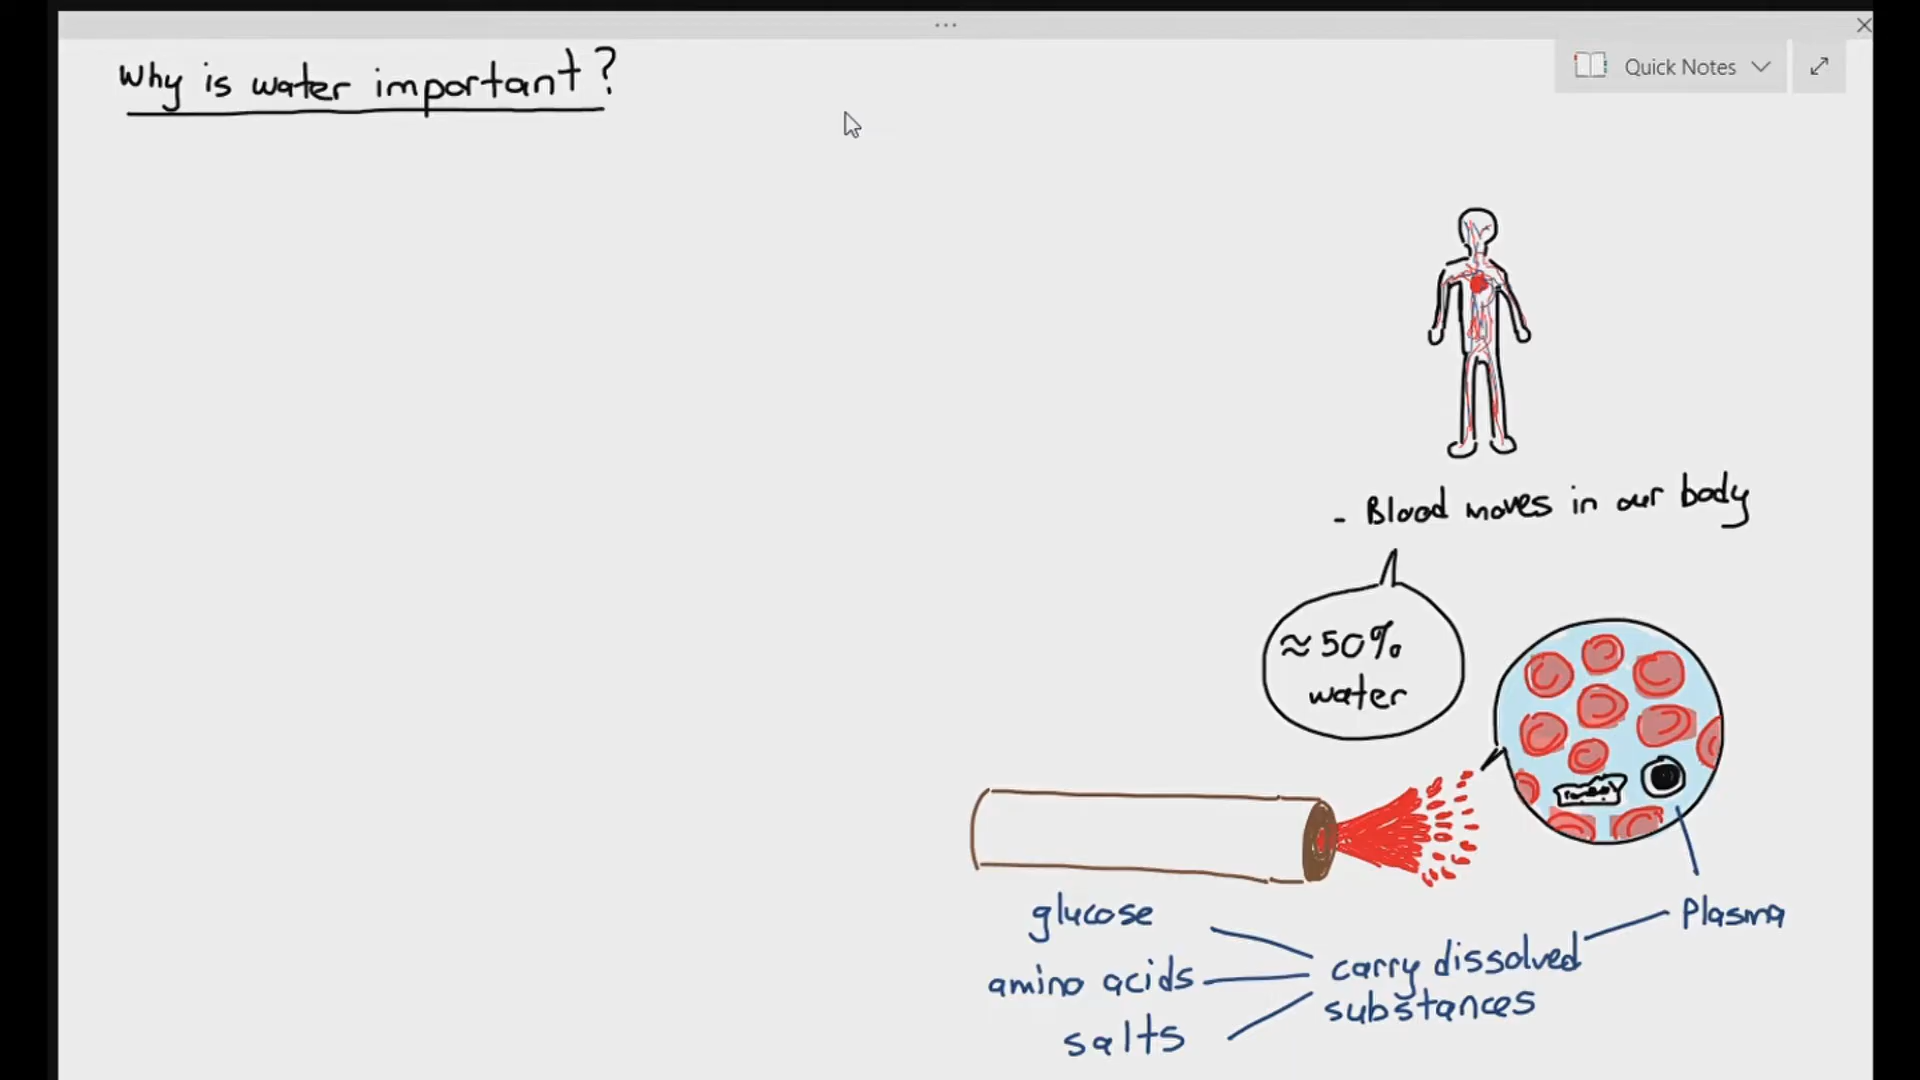 Why is water important?
Quick Notes
- Blood moves in our body
≈50%
water
glucose
amino acids
salts
carry dissolved
substances
Plasma